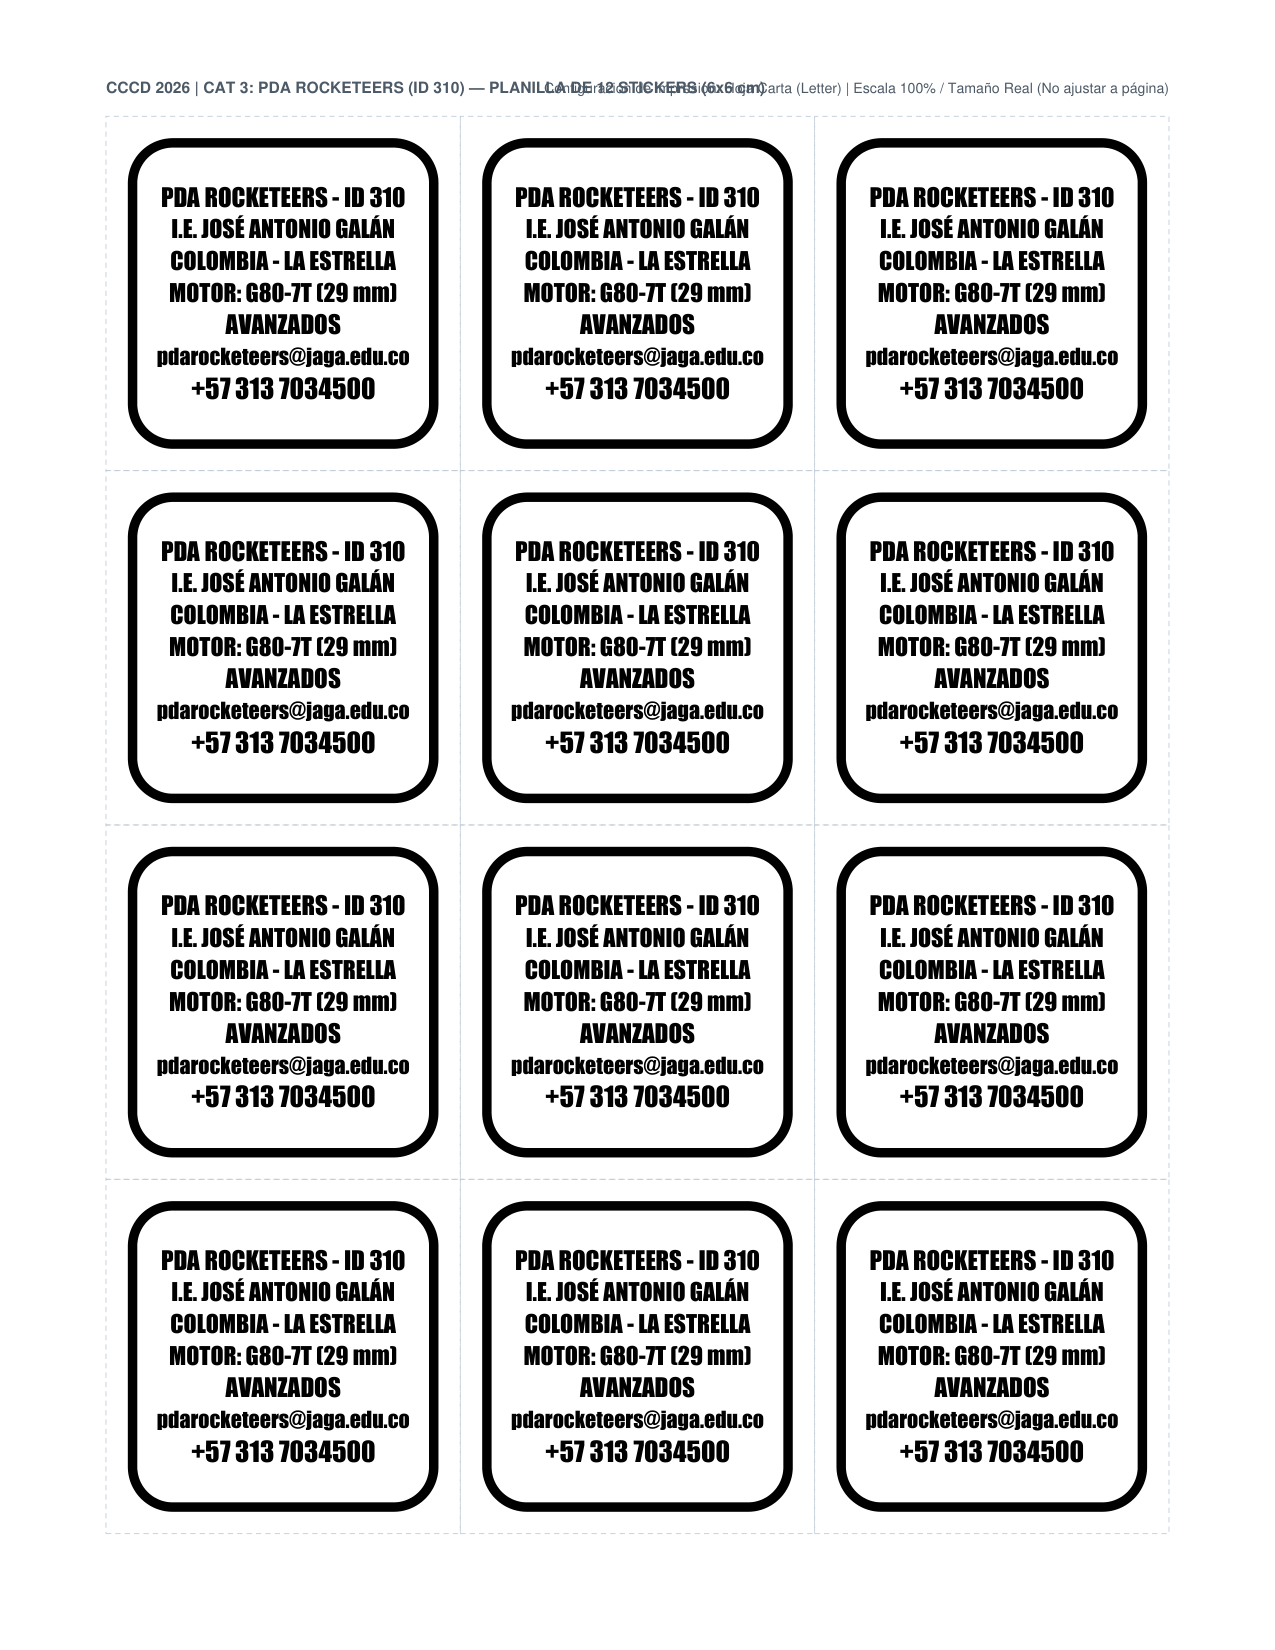 CCCD 2026 | CAT 3: PDA ROCKETEERS (ID 310) — PLANILLA DE 12 STICKERS (6x6 cm)
Configuración de Impresión: Hoja Carta (Letter) | Escala 100% / Tamaño Real (No ajustar a página)
PDA ROCKETEERS - ID 310
I.E. JOSÉ ANTONIO GALÁN
COLOMBIA - LA ESTRELLA
MOTOR: G80-7T (29 mm)
AVANZADOS
pdarocketeers@jaga.edu.co
+57 313 7034500
PDA ROCKETEERS - ID 310
I.E. JOSÉ ANTONIO GALÁN
COLOMBIA - LA ESTRELLA
MOTOR: G80-7T (29 mm)
AVANZADOS
pdarocketeers@jaga.edu.co
+57 313 7034500
PDA ROCKETEERS - ID 310
I.E. JOSÉ ANTONIO GALÁN
COLOMBIA - LA ESTRELLA
MOTOR: G80-7T (29 mm)
AVANZADOS
pdarocketeers@jaga.edu.co
+57 313 7034500
PDA ROCKETEERS - ID 310
I.E. JOSÉ ANTONIO GALÁN
COLOMBIA - LA ESTRELLA
MOTOR: G80-7T (29 mm)
AVANZADOS
pdarocketeers@jaga.edu.co
+57 313 7034500
PDA ROCKETEERS - ID 310
I.E. JOSÉ ANTONIO GALÁN
COLOMBIA - LA ESTRELLA
MOTOR: G80-7T (29 mm)
AVANZADOS
pdarocketeers@jaga.edu.co
+57 313 7034500
PDA ROCKETEERS - ID 310
I.E. JOSÉ ANTONIO GALÁN
COLOMBIA - LA ESTRELLA
MOTOR: G80-7T (29 mm)
AVANZADOS
pdarocketeers@jaga.edu.co
+57 313 7034500
PDA ROCKETEERS - ID 310
I.E. JOSÉ ANTONIO GALÁN
COLOMBIA - LA ESTRELLA
MOTOR: G80-7T (29 mm)
AVANZADOS
pdarocketeers@jaga.edu.co
+57 313 7034500
PDA ROCKETEERS - ID 310
I.E. JOSÉ ANTONIO GALÁN
COLOMBIA - LA ESTRELLA
MOTOR: G80-7T (29 mm)
AVANZADOS
pdarocketeers@jaga.edu.co
+57 313 7034500
PDA ROCKETEERS - ID 310
I.E. JOSÉ ANTONIO GALÁN
COLOMBIA - LA ESTRELLA
MOTOR: G80-7T (29 mm)
AVANZADOS
pdarocketeers@jaga.edu.co
+57 313 7034500
PDA ROCKETEERS - ID 310
I.E. JOSÉ ANTONIO GALÁN
COLOMBIA - LA ESTRELLA
MOTOR: G80-7T (29 mm)
AVANZADOS
pdarocketeers@jaga.edu.co
+57 313 7034500
PDA ROCKETEERS - ID 310
I.E. JOSÉ ANTONIO GALÁN
COLOMBIA - LA ESTRELLA
MOTOR: G80-7T (29 mm)
AVANZADOS
pdarocketeers@jaga.edu.co
+57 313 7034500
PDA ROCKETEERS - ID 310
I.E. JOSÉ ANTONIO GALÁN
COLOMBIA - LA ESTRELLA
MOTOR: G80-7T (29 mm)
AVANZADOS
pdarocketeers@jaga.edu.co
+57 313 7034500